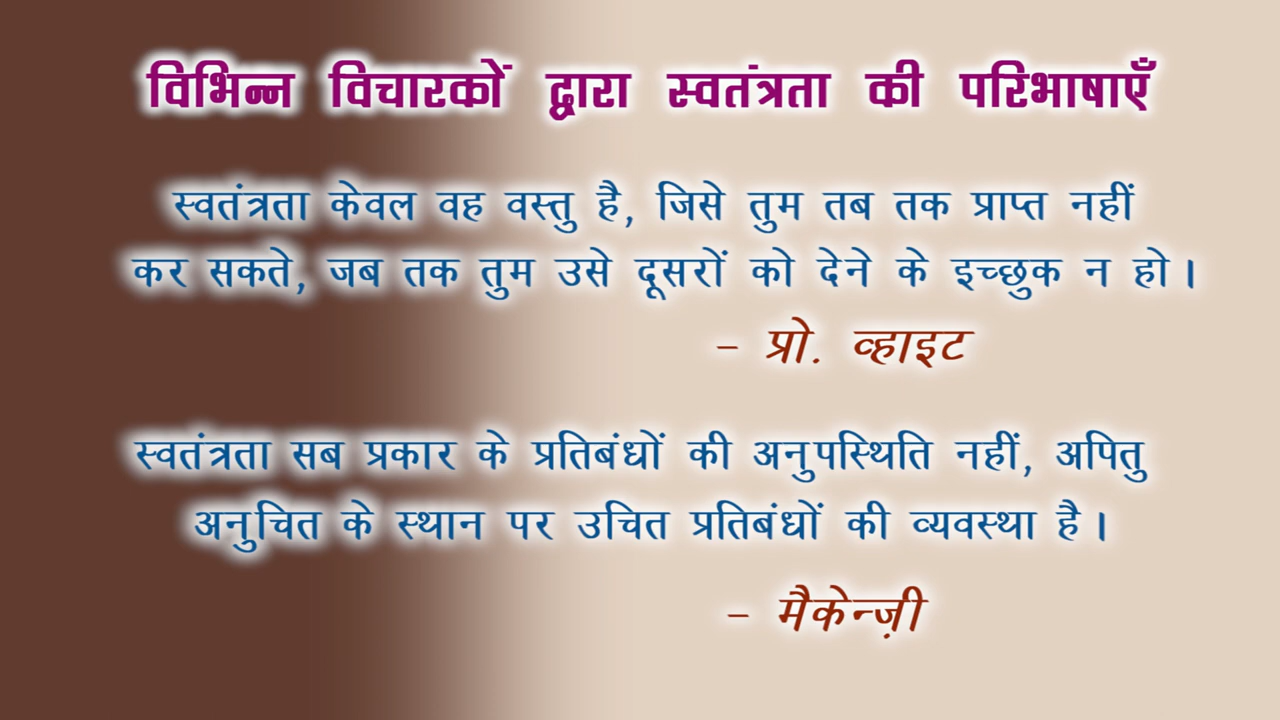 विभिन्न विचारकों द्वारा स्वतंत्रता की परिभाषाएँ
स्वतंत्रता केवल वह वस्तु है, जिसे तुम तब तक प्राप्त नहीं
कर सकते, जब तक तुम उसे दूसरों को देने के इच्छुक न हो।
– प्रो. व्हाइट
स्वतंत्रता सब प्रकार के प्रतिबंधों की अनुपस्थिति नहीं, अपितु
अनुचित के स्थान पर उचित प्रतिबंधों की व्यवस्था है।
– मैकेन्ज़ी